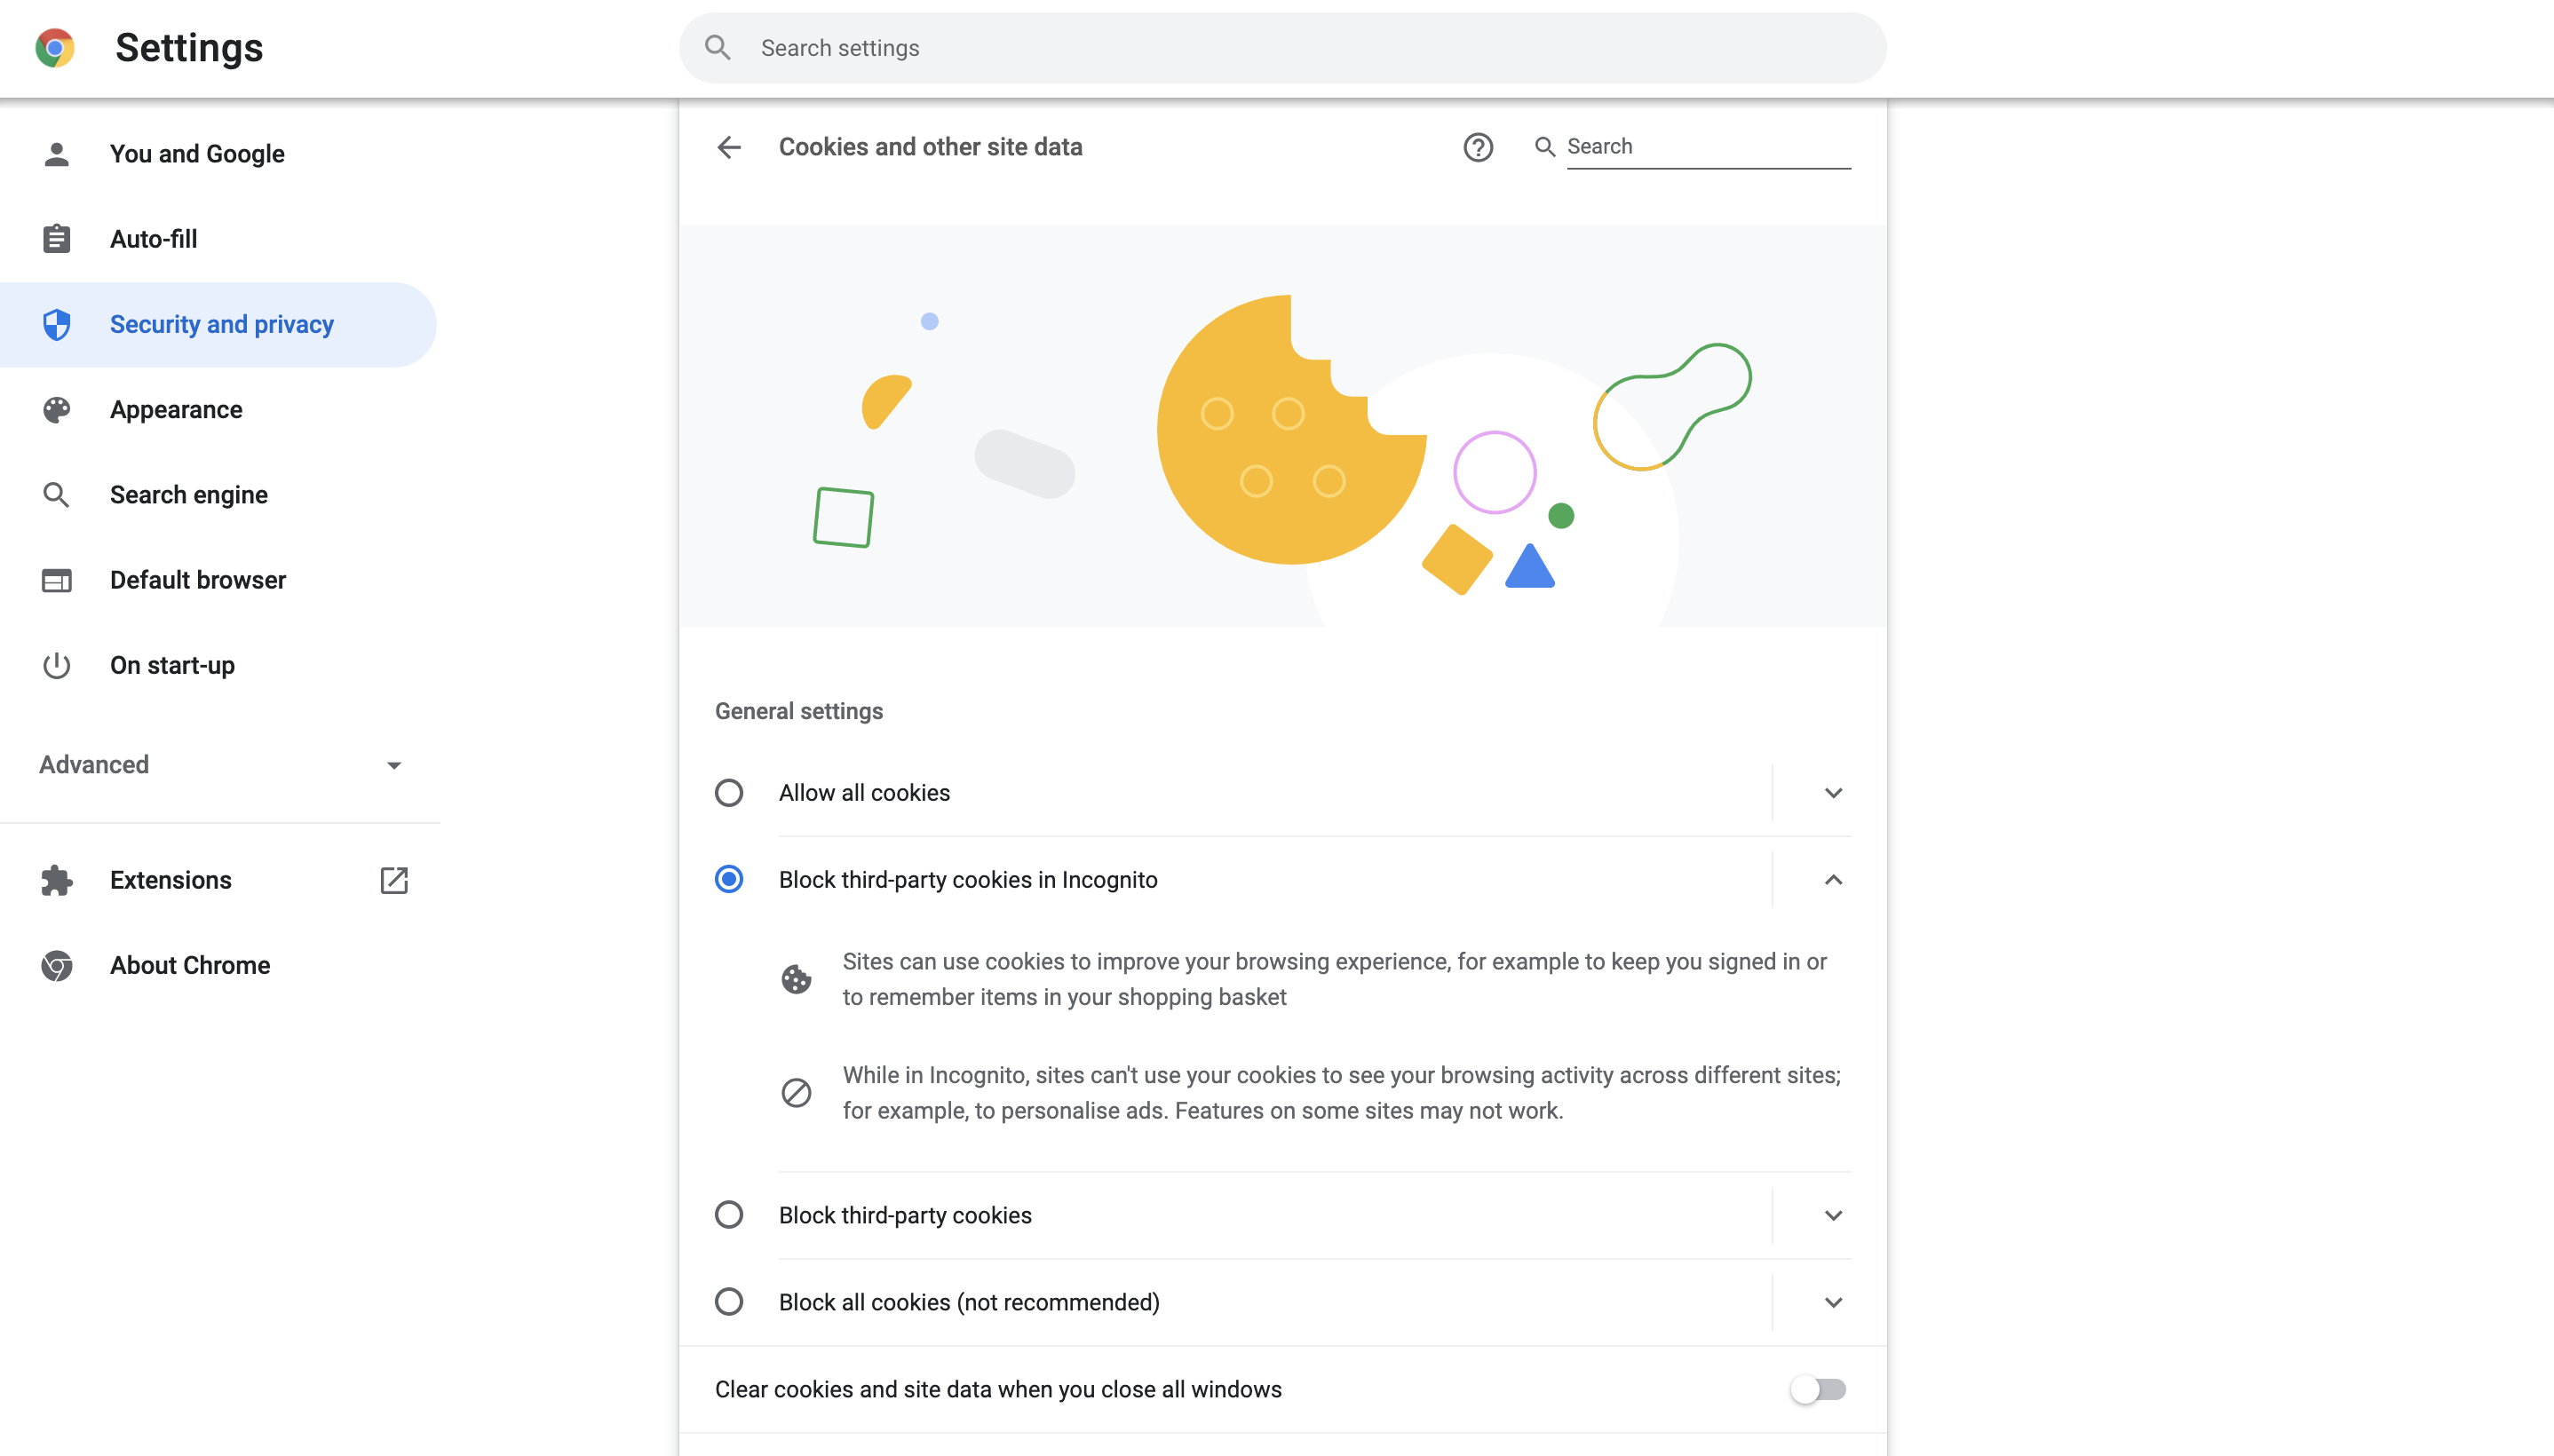 Settings
Search settings
You and Google
Auto-fill
Security and privacy
Appearance
Search engine
Default browser
On start-up
Advanced
Extensions
About Chrome
Cookies and other site data
Search
General settings
Allow all cookies
Block third-party cookies in Incognito
Sites can use cookies to improve your browsing experience, for example to keep you signed in or
to remember items in your shopping basket
While in Incognito, sites can't use your cookies to see your browsing activity across different sites;
for example, to personalise ads. Features on some sites may not work.
Block third-party cookies
Block all cookies (not recommended)
Clear cookies and site data when you close all windows